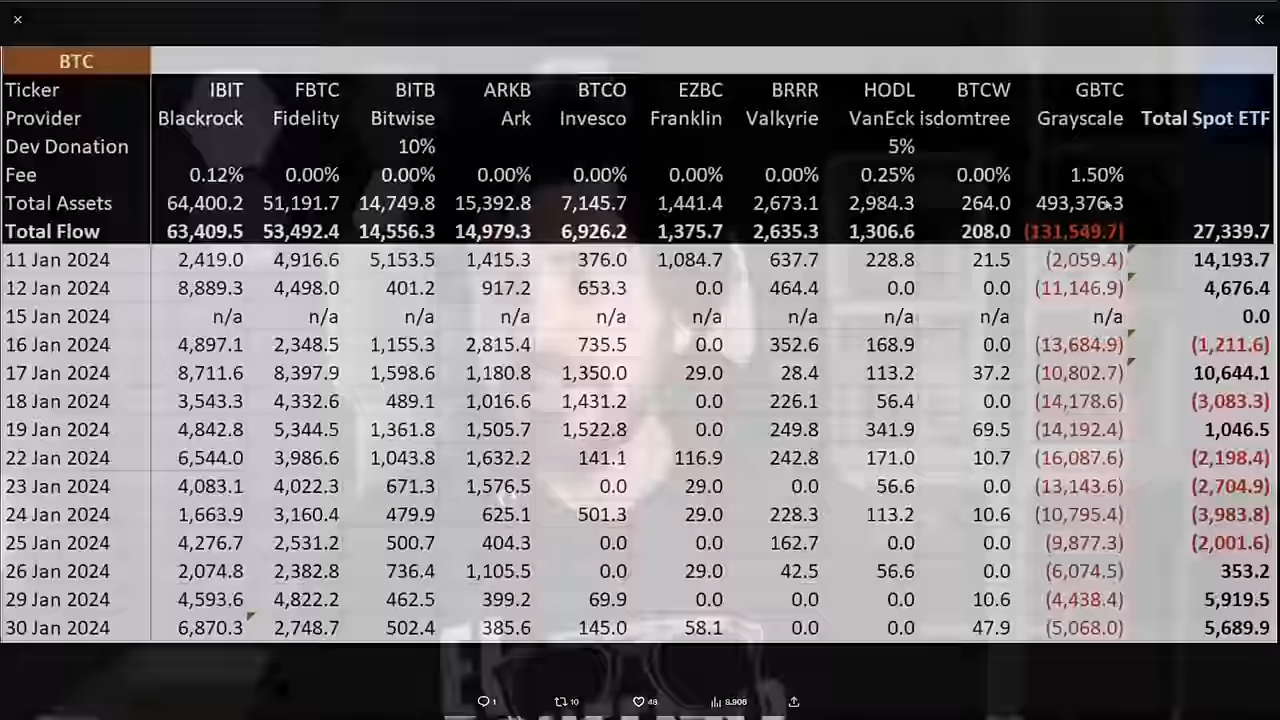 BTC
Ticker IBIT FBTC BITB ARKB BTCO EZBC BRRR HODL BTCW GBTC
Provider Blackrock Fidelity Bitwise Ark Invesco Franklin Valkyrie VanEck isdomtree Grayscale Total Spot ETF
Dev Donation 10% 5%
Fee 0.12% 0.00% 0.00% 0.00% 0.00% 0.00% 0.00% 0.25% 0.00% 1.50%
Total Assets 64,400.2 51,191.7 14,749.8 15,392.8 7,145.7 1,441.4 2,673.1 2,984.3 264.0 493,376.3
Total Flow 63,409.5 53,492.4 14,556.3 14,979.3 6,926.2 1,375.7 2,635.3 1,306.6 208.0 (131,549.7) 27,339.7
11 Jan 2024 2,419.0 4,916.6 5,153.5 1,415.3 376.0 1,084.7 637.7 228.8 21.5 (2,059.4) 14,193.7
12 Jan 2024 8,889.3 4,498.0 401.2 917.2 653.3 0.0 464.4 0.0 0.0 (11,146.9) 4,676.4
15 Jan 2024 n/a n/a n/a n/a n/a n/a n/a n/a n/a n/a 0.0
16 Jan 2024 4,897.1 2,348.5 1,155.3 2,815.4 735.5 0.0 352.6 168.9 0.0 (13,684.9) (1,211.6)
17 Jan 2024 8,711.6 8,397.9 1,598.6 1,180.8 1,350.0 29.0 28.4 113.2 37.2 (10,802.7) 10,644.1
18 Jan 2024 3,543.3 4,332.6 489.1 1,016.6 1,431.2 0.0 226.1 56.4 0.0 (14,178.6) (3,083.3)
19 Jan 2024 4,842.8 5,344.5 1,361.8 1,505.7 1,522.8 0.0 249.8 341.9 69.5 (14,192.4) 1,046.5
22 Jan 2024 6,544.0 3,986.6 1,043.8 1,632.2 141.1 116.9 242.8 171.0 10.7 (16,087.6) (2,198.4)
23 Jan 2024 4,083.1 4,022.3 671.3 1,576.5 0.0 29.0 0.0 56.6 0.0 (13,143.6) (2,704.9)
24 Jan 2024 1,663.9 3,160.4 479.9 625.1 501.3 29.0 228.3 113.2 10.6 (10,795.4) (3,983.8)
25 Jan 2024 4,276.7 2,531.2 500.7 404.3 0.0 0.0 162.7 0.0 0.0 (9,877.3) (2,001.6)
26 Jan 2024 2,074.8 2,382.8 736.4 1,105.5 0.0 29.0 42.5 56.6 0.0 (6,074.5) 353.2
29 Jan 2024 4,593.6 4,822.2 462.5 399.2 69.9 0.0 0.0 0.0 10.6 (4,438.4) 5,919.5
30 Jan 2024 6,870.3 2,748.7 502.4 385.6 145.0 58.1 0.0 0.0 47.9 (5,068.0) 5,689.9
1 10 48